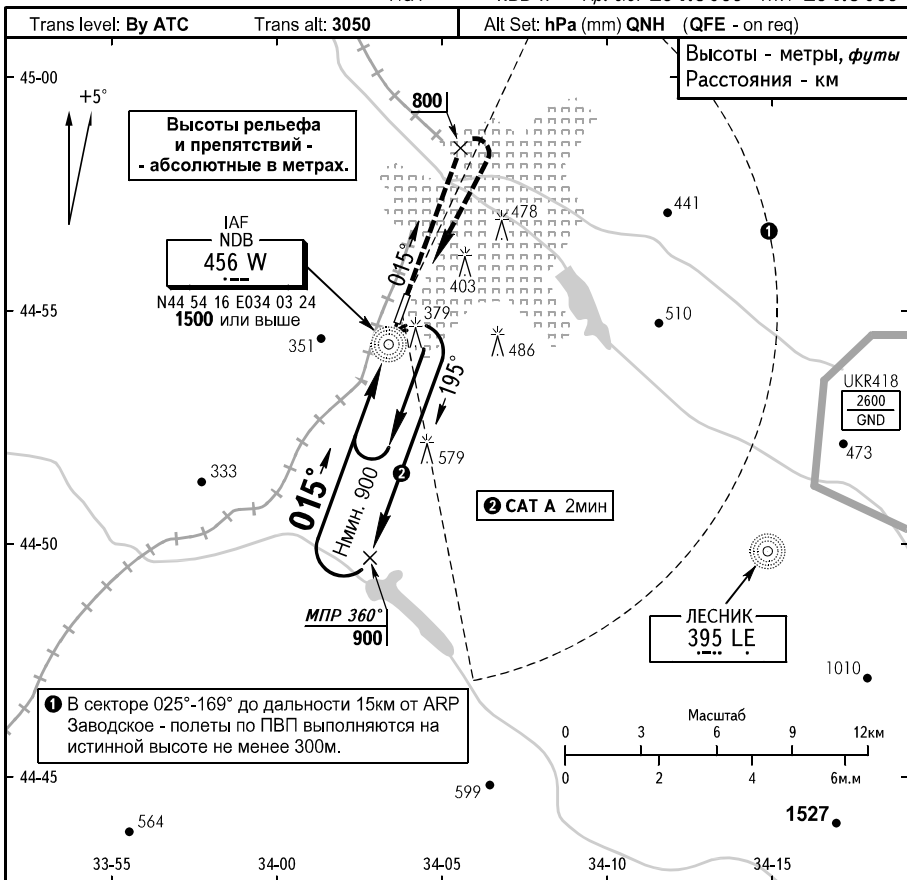 Trans level: By ATC
Trans alt: 3050
Alt Set: hPa (mm) QNH (QFE - on req)
Высоты - метры, футы
Расстояния - км
45-00
+5°
Высоты рельефа
и препятствий -
- абсолютные в метрах.
800
478
441
1
IAF
NDB
456 W
N44 54 16 E034 03 24
1500 или выше
015°
403
44-55
379
510
351
486
195°
UKR418
2600
GND
473
579
333
2
015°
Hмин. 900
2 CAT A 2мин
44-50
МПР 360°
900
ЛЕСНИК
395 LE
1010
1 В секторе 025°-169° до дальности 15км от ARP
Заводское - полеты по ПВП выполняются на
истинной высоте не менее 300м.
Масштаб
0 3 6 9 12км
0 2 4 6м.м
44-45
599
1527
564
33-55 34-00 34-05 34-10 34-15